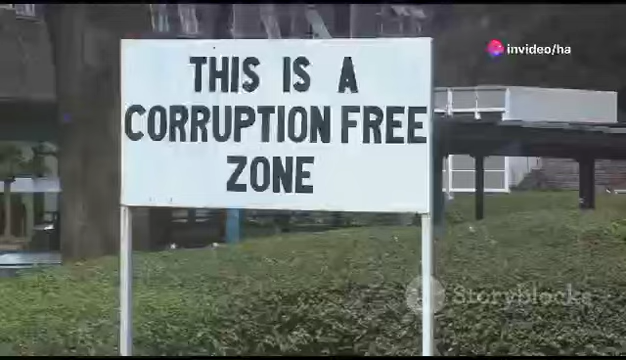 invideo/ha
THIS IS A
CORRUPTION FREE
ZONE
Storyblocks